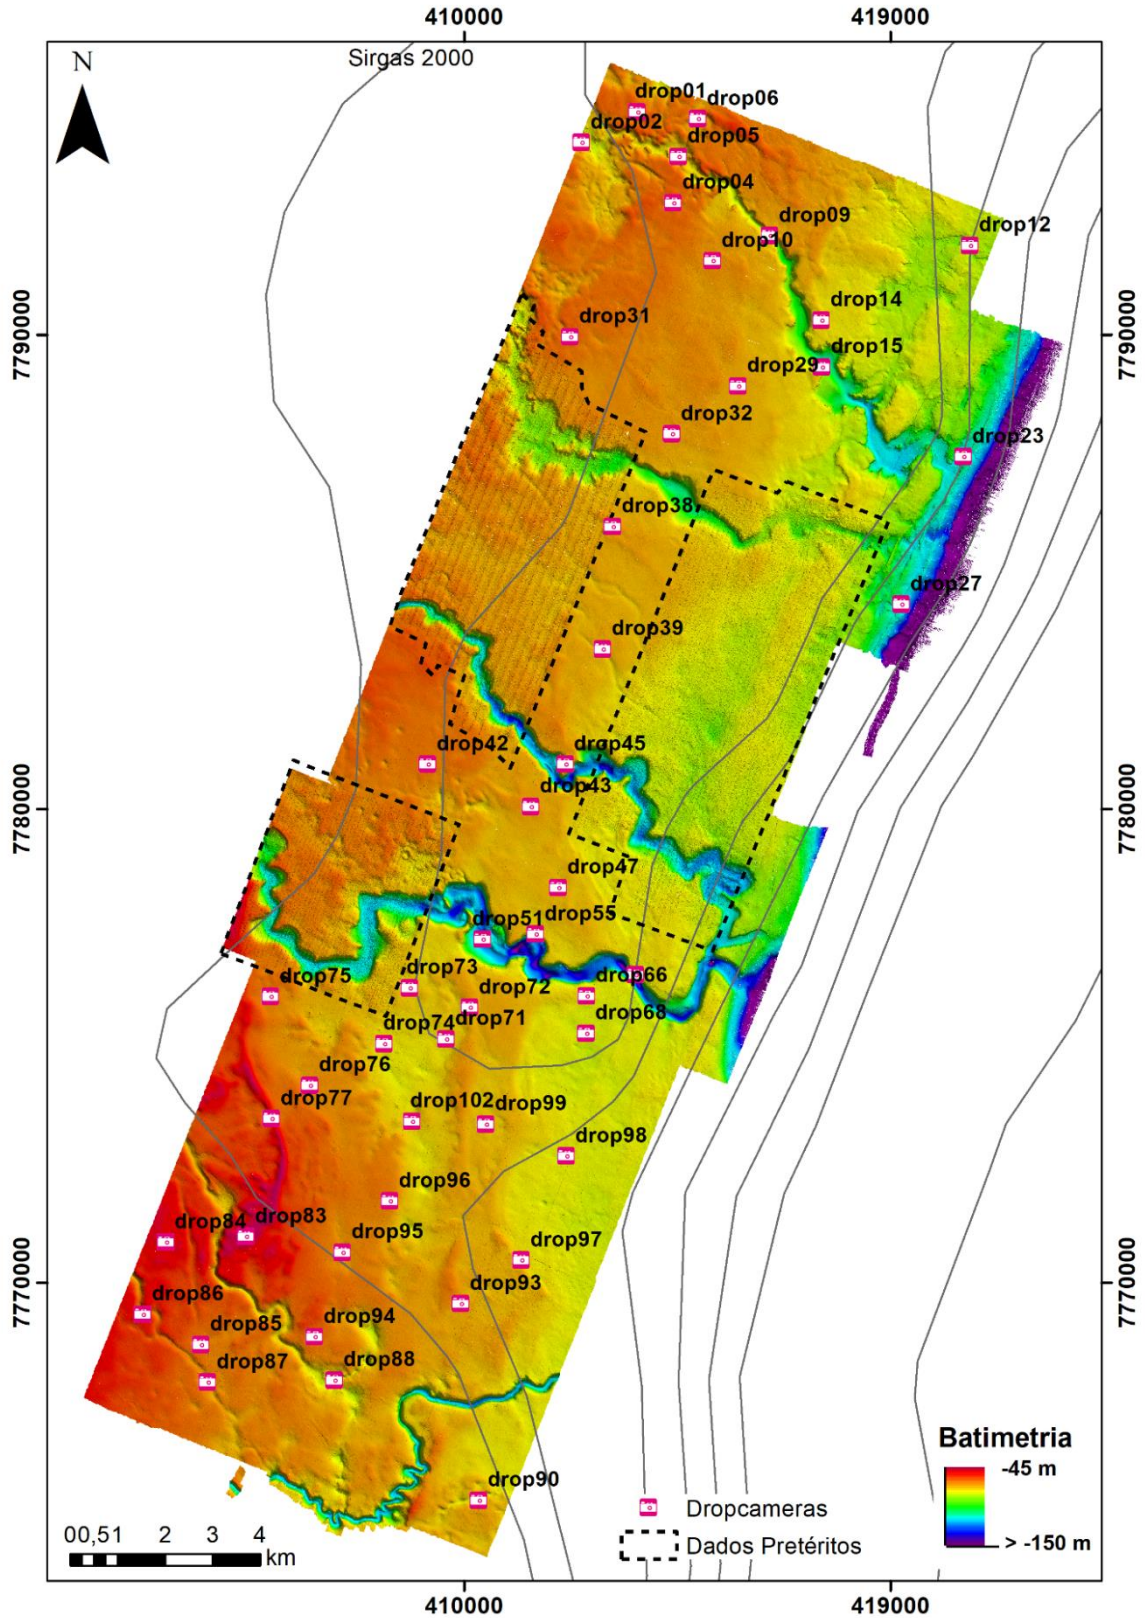 410000
419000
N
Sirgas 2000
drop01
drop06
drop02
drop05
drop04
drop09
drop12
drop10
drop31
drop14
7790000
7790000
drop15
drop29
drop32
drop23
drop38
drop27
drop39
drop42
drop45
drop43
7780000
7780000
drop47
drop51
drop55
drop75
drop73
drop72
drop66
drop74
drop71
drop68
drop76
drop77
drop102
drop99
drop98
drop96
drop84
drop83
drop95
drop97
7770000
7770000
drop86
drop93
drop85
drop94
drop87
drop88
drop90
Batimetria
-45 m
> -150 m
Dropcameras
Dados Pretéritos
00,51 2 3 4
km
410000
419000